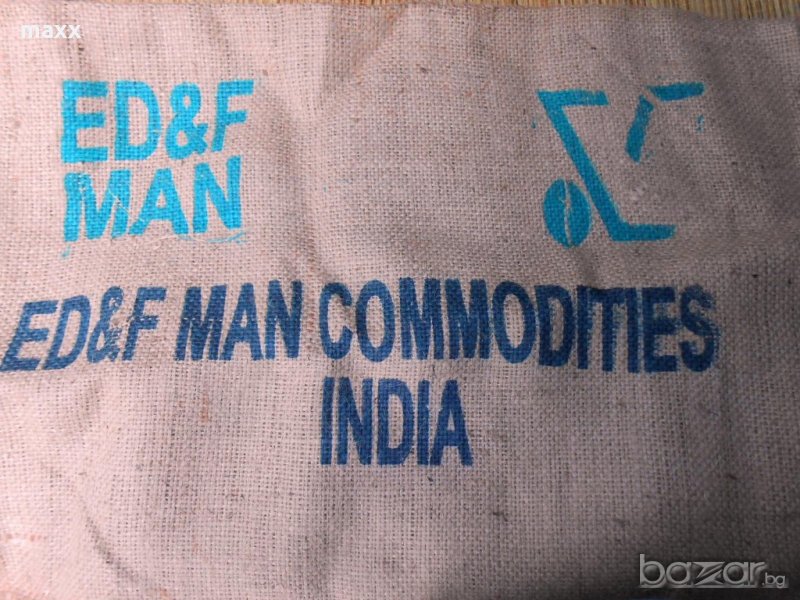 maxx
ED&F
MAN
ED&F MAN COMMODITIES
INDIA
bazar.bg